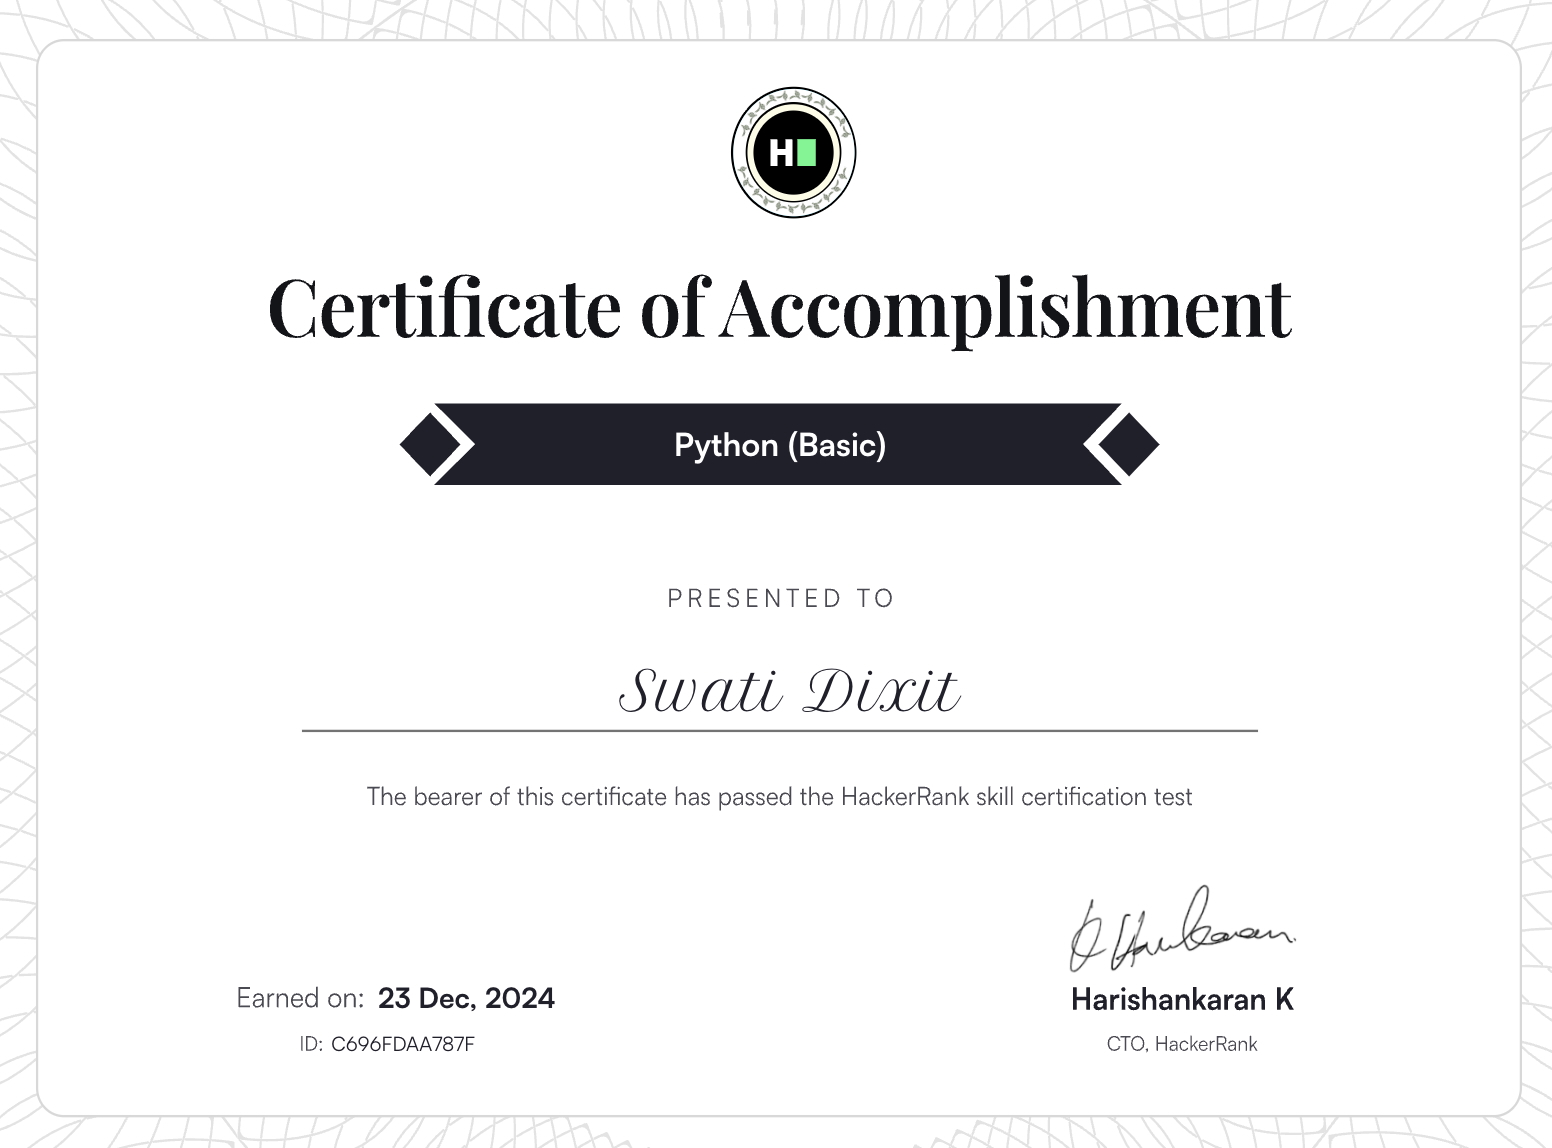 H
Certificate of Accomplishment
Python (Basic)
PRESENTED TO
Swati Dixit
The bearer of this certificate has passed the HackerRank skill certification test
Earned on: 23 Dec, 2024
ID: C696FDAA787F
Harishankaran K
CTO, HackerRank